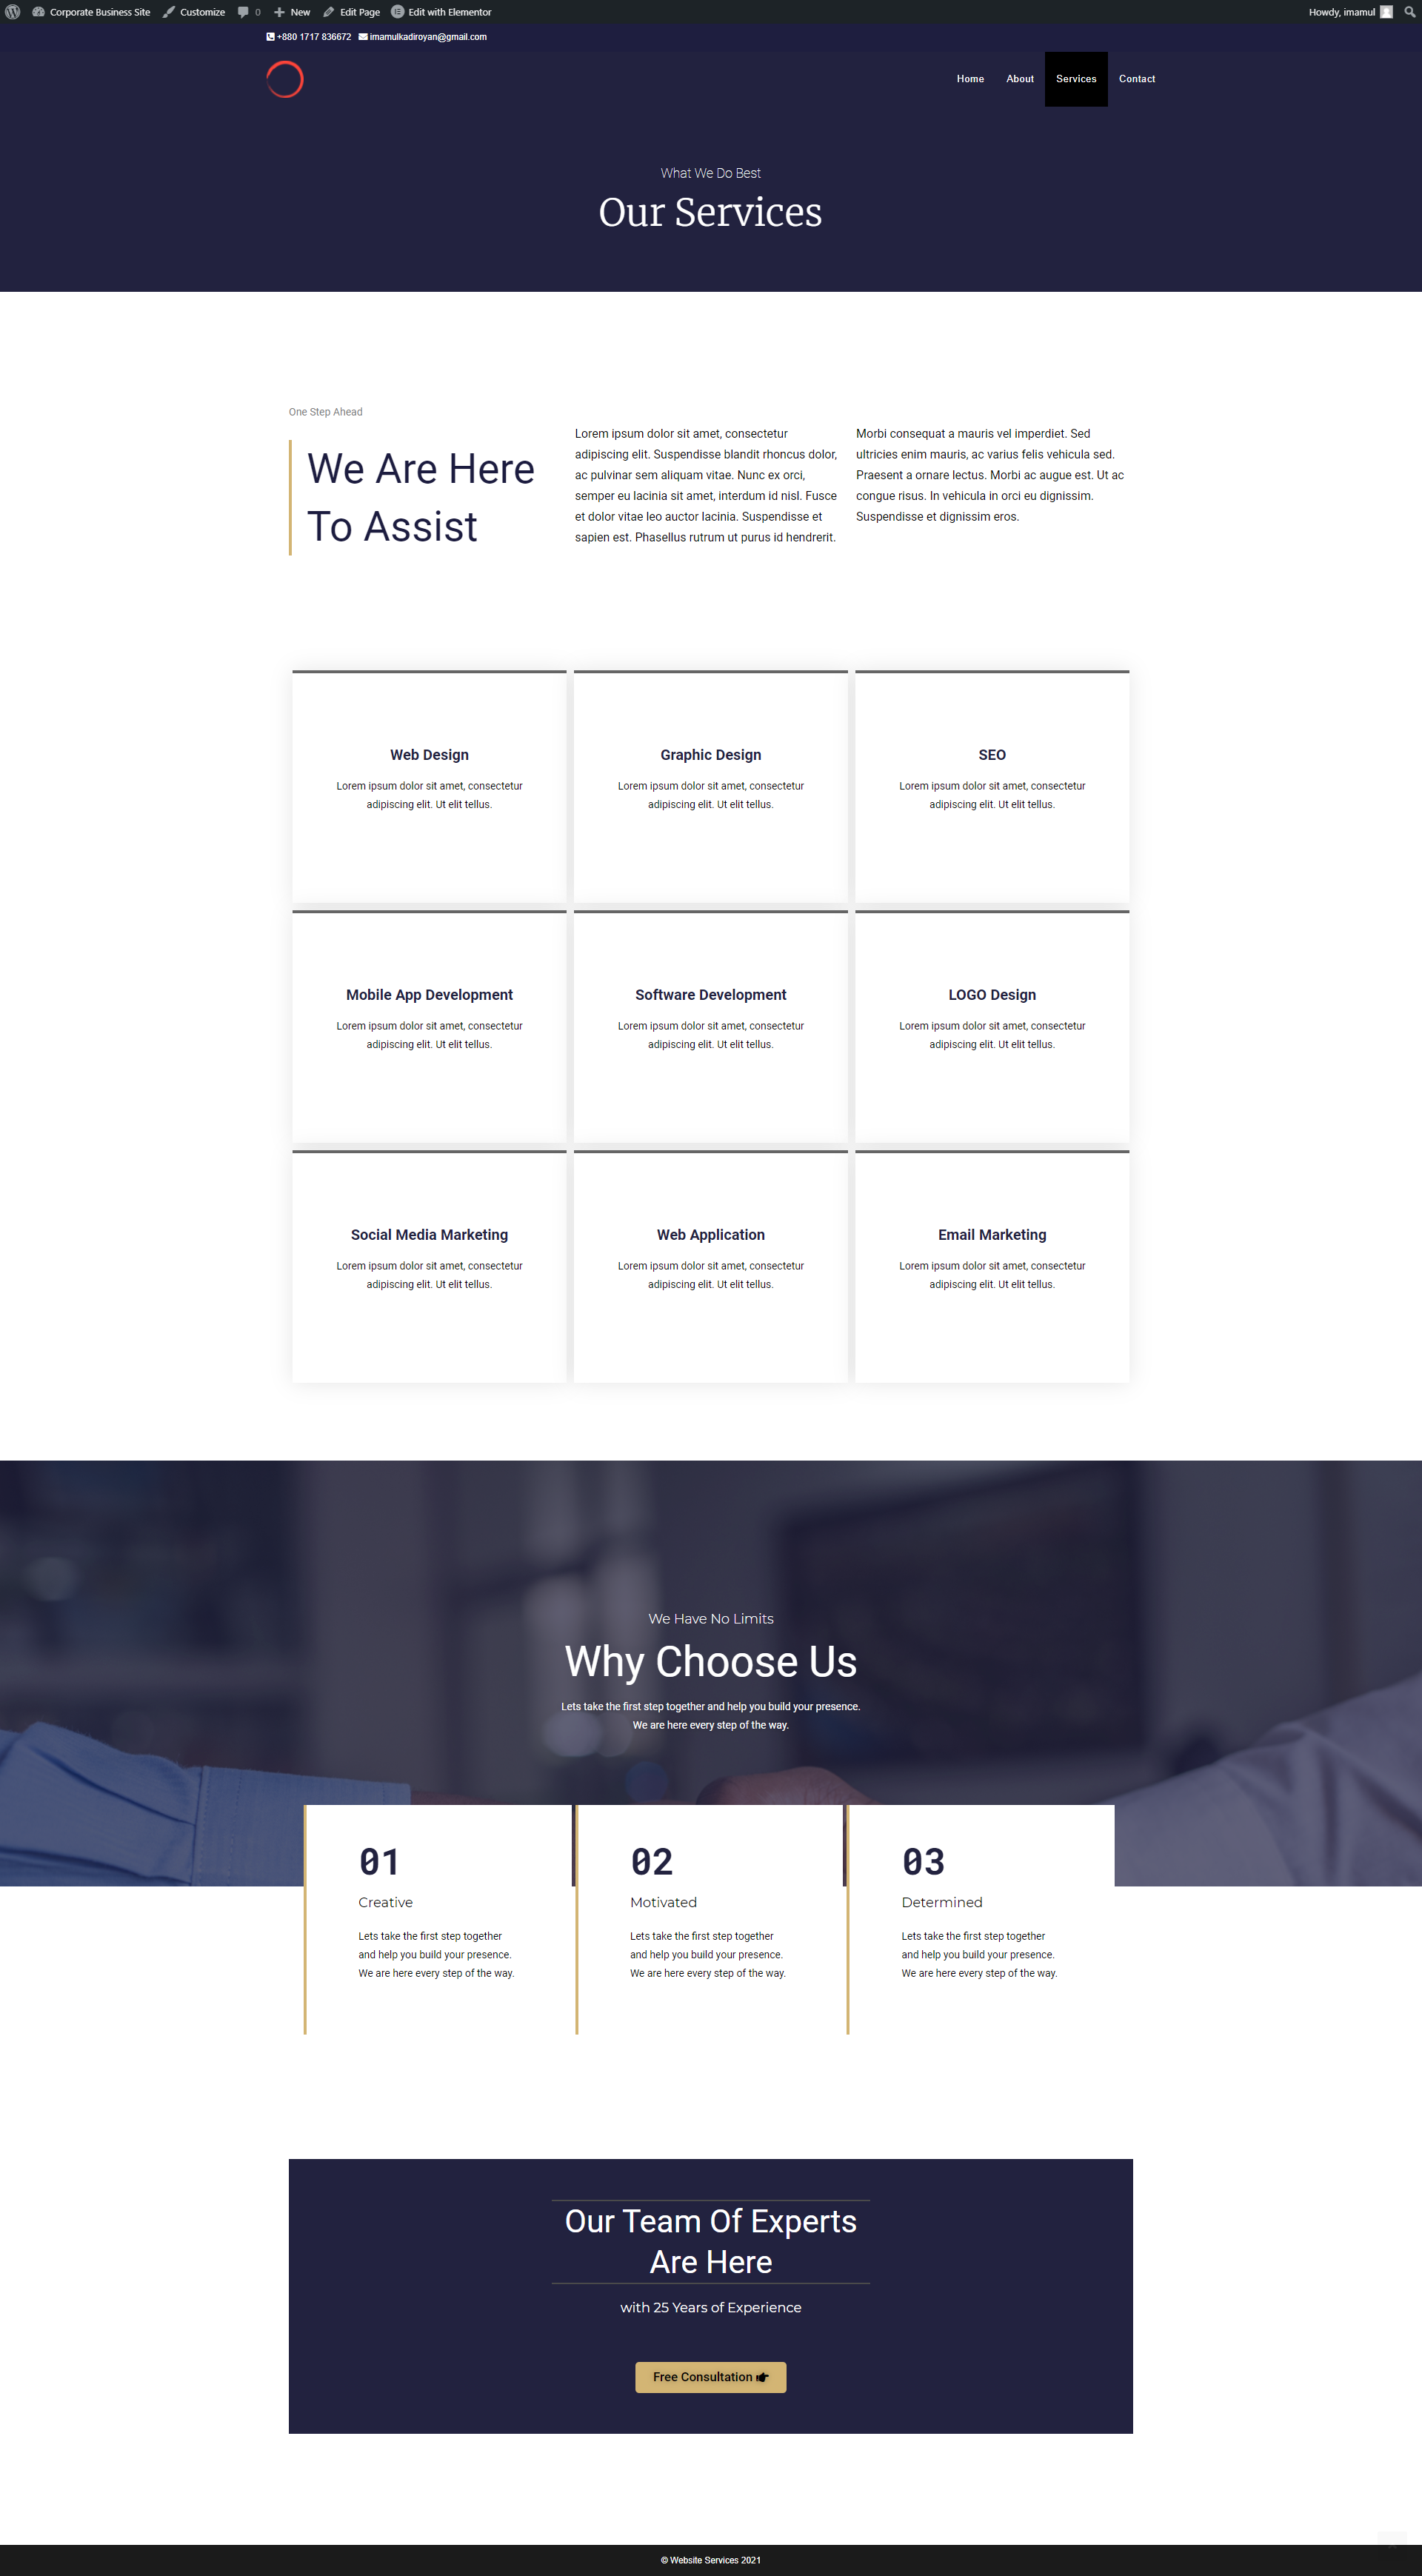 Corporate Business Site Customize 0 New Edit Page Edit with Elementor Howdy, imamul
+880 1717 836672 imamulkadiroyan@gmail.com
Home About Services Contact
What We Do Best
Our Services
One Step Ahead
We Are Here
To Assist
Lorem ipsum dolor sit amet, consectetur
adipiscing elit. Suspendisse blandit rhoncus dolor,
ac pulvinar sem aliquam vitae. Nunc ex orci,
semper eu lacinia sit amet, interdum id nisl. Fusce
et dolor vitae leo auctor lacinia. Suspendisse et
sapien est. Phasellus rutrum ut purus id hendrerit.
Morbi consequat a mauris vel imperdiet. Sed
ultricies enim mauris, ac varius felis vehicula sed.
Praesent a ornare lectus. Morbi ac augue est. Ut ac
congue risus. In vehicula in orci eu dignissim.
Suspendisse et dignissim eros.
Web Design
Lorem ipsum dolor sit amet, consectetur
adipiscing elit. Ut elit tellus.
Graphic Design
Lorem ipsum dolor sit amet, consectetur
adipiscing elit. Ut elit tellus.
SEO
Lorem ipsum dolor sit amet, consectetur
adipiscing elit. Ut elit tellus.
Mobile App Development
Lorem ipsum dolor sit amet, consectetur
adipiscing elit. Ut elit tellus.
Software Development
Lorem ipsum dolor sit amet, consectetur
adipiscing elit. Ut elit tellus.
LOGO Design
Lorem ipsum dolor sit amet, consectetur
adipiscing elit. Ut elit tellus.
Social Media Marketing
Lorem ipsum dolor sit amet, consectetur
adipiscing elit. Ut elit tellus.
Web Application
Lorem ipsum dolor sit amet, consectetur
adipiscing elit. Ut elit tellus.
Email Marketing
Lorem ipsum dolor sit amet, consectetur
adipiscing elit. Ut elit tellus.
We Have No Limits
Why Choose Us
Lets take the first step together and help you build your presence.
We are here every step of the way.
01
Creative
Lets take the first step together
and help you build your presence.
We are here every step of the way.
02
Motivated
Lets take the first step together
and help you build your presence.
We are here every step of the way.
03
Determined
Lets take the first step together
and help you build your presence.
We are here every step of the way.
Our Team Of Experts
Are Here
with 25 Years of Experience
Free Consultation
© Website Services 2021